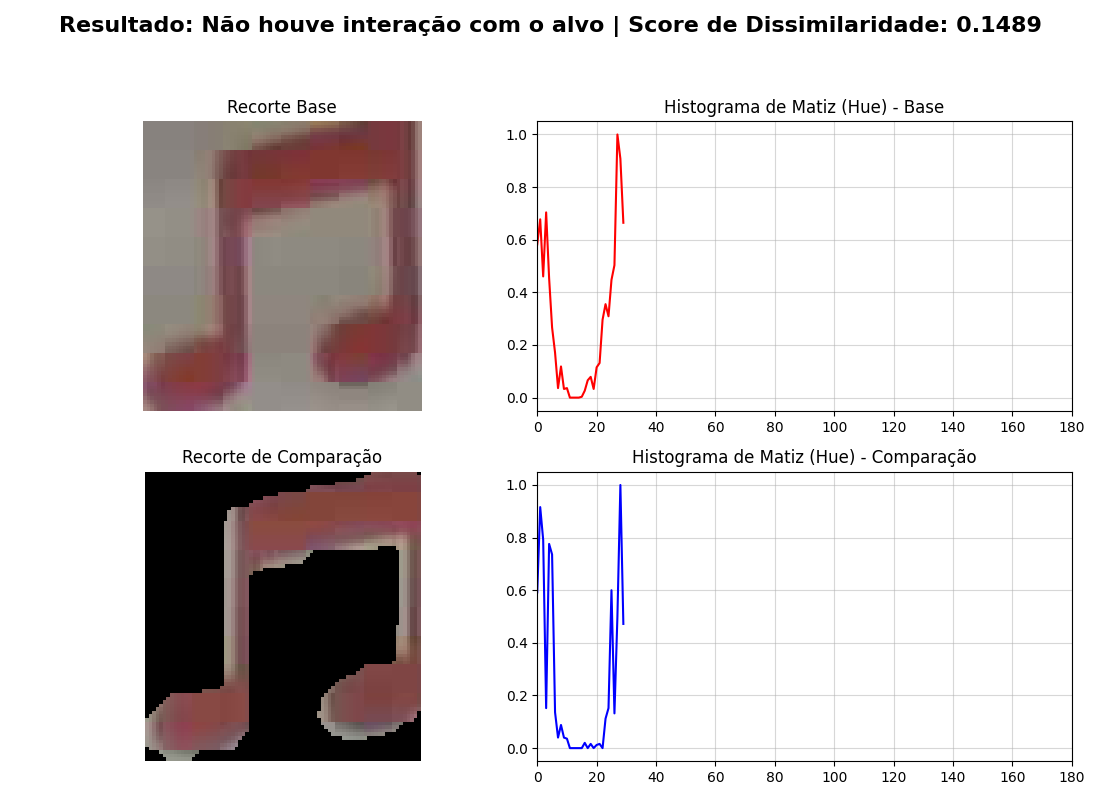 Resultado: Não houve interação com o alvo | Score de Dissimilaridade: 0.1489
Recorte Base
Histograma de Matiz (Hue) - Base
1.0
0.8
0.6
0.4
0.2
0.0
0 20 40 60 80 100 120 140 160 180
Recorte de Comparação
Histograma de Matiz (Hue) - Comparação
1.0
0.8
0.6
0.4
0.2
0.0
0 20 40 60 80 100 120 140 160 180